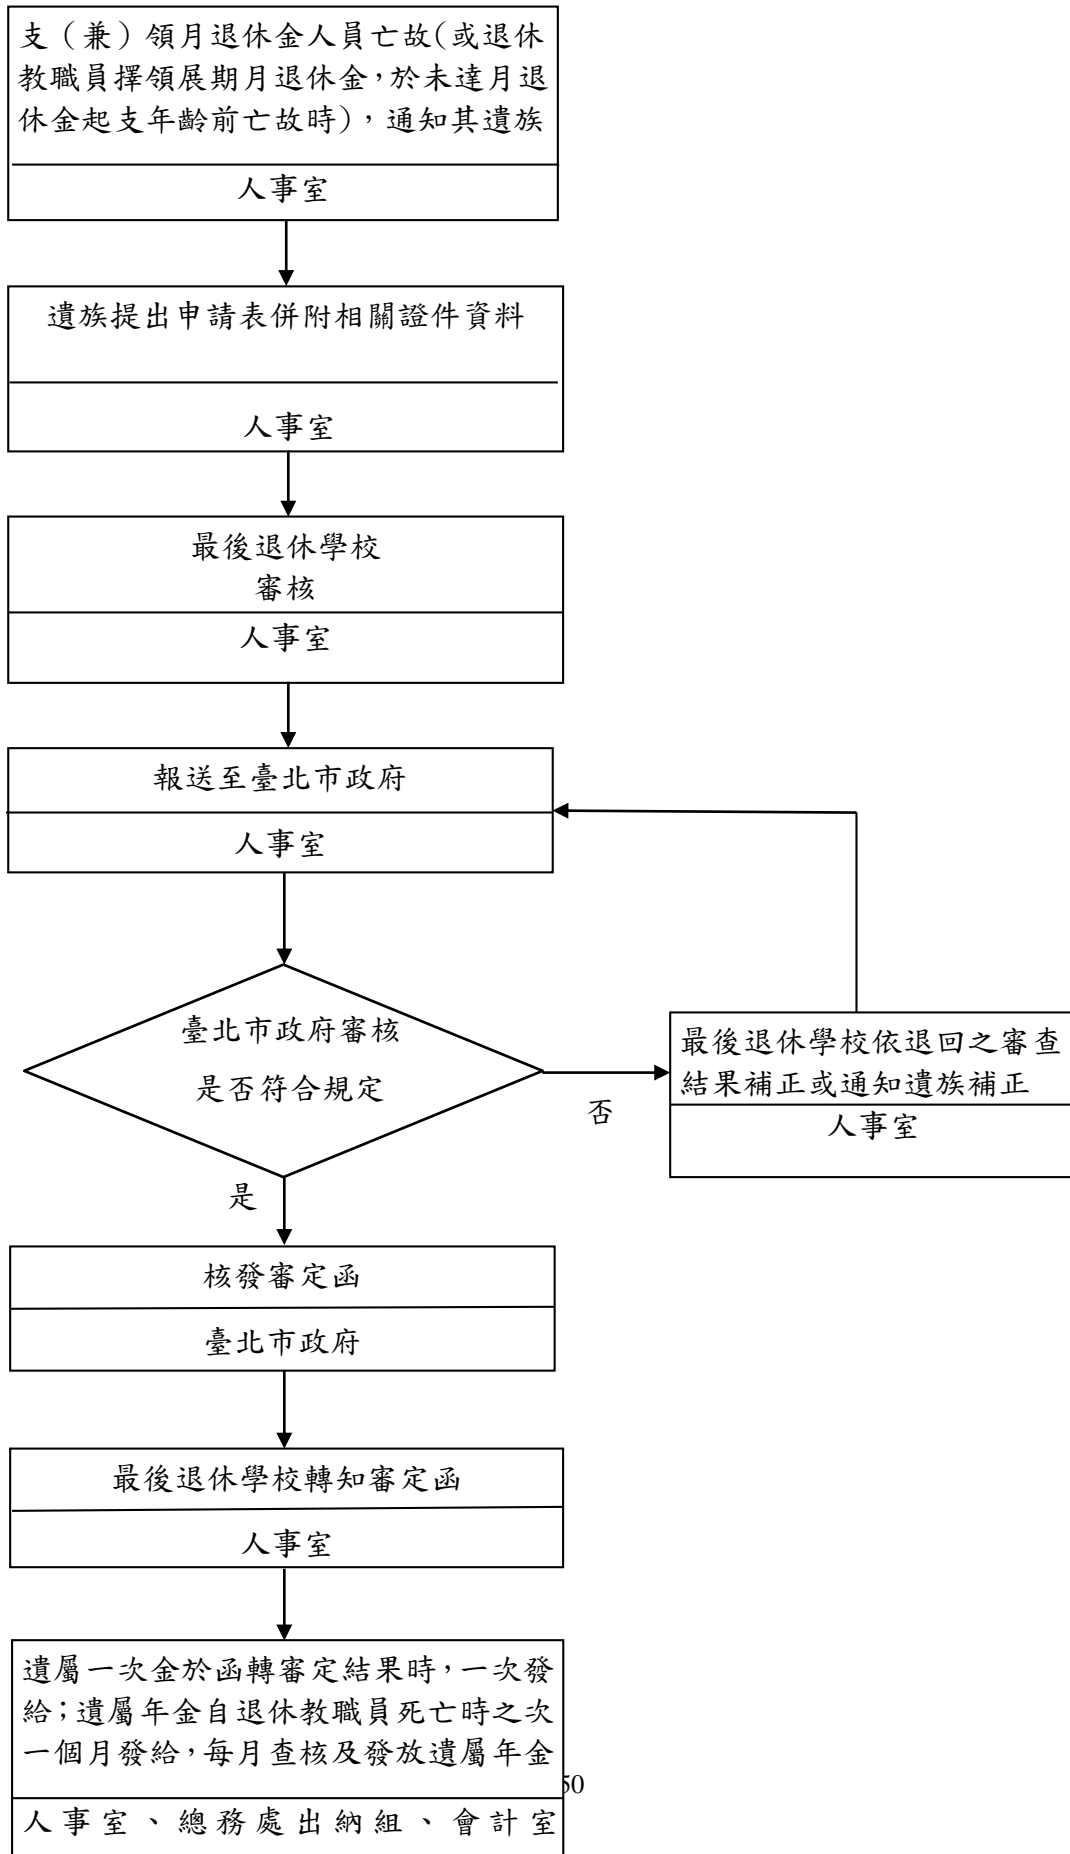 支（兼）領月退休金人員亡故(或退休
教職員擇領展期月退休金，於未達月退
休金起支年齡前亡故時)，通知其遺族
人事室
遺族提出申請表併附相關證件資料
人事室
最後退休學校
審核
人事室
報送至臺北市政府
人事室
臺北市政府審核
是否符合規定
否
最後退休學校依退回之審查
結果補正或通知遺族補正
人事室
是
核發審定函
臺北市政府
最後退休學校轉知審定函
人事室
遺屬一次金於函轉審定結果時，一次發
給；遺屬年金自退休教職員死亡時之次
一個月發給，每月查核及發放遺屬年金
50
人事室、總務處出納組、會計室